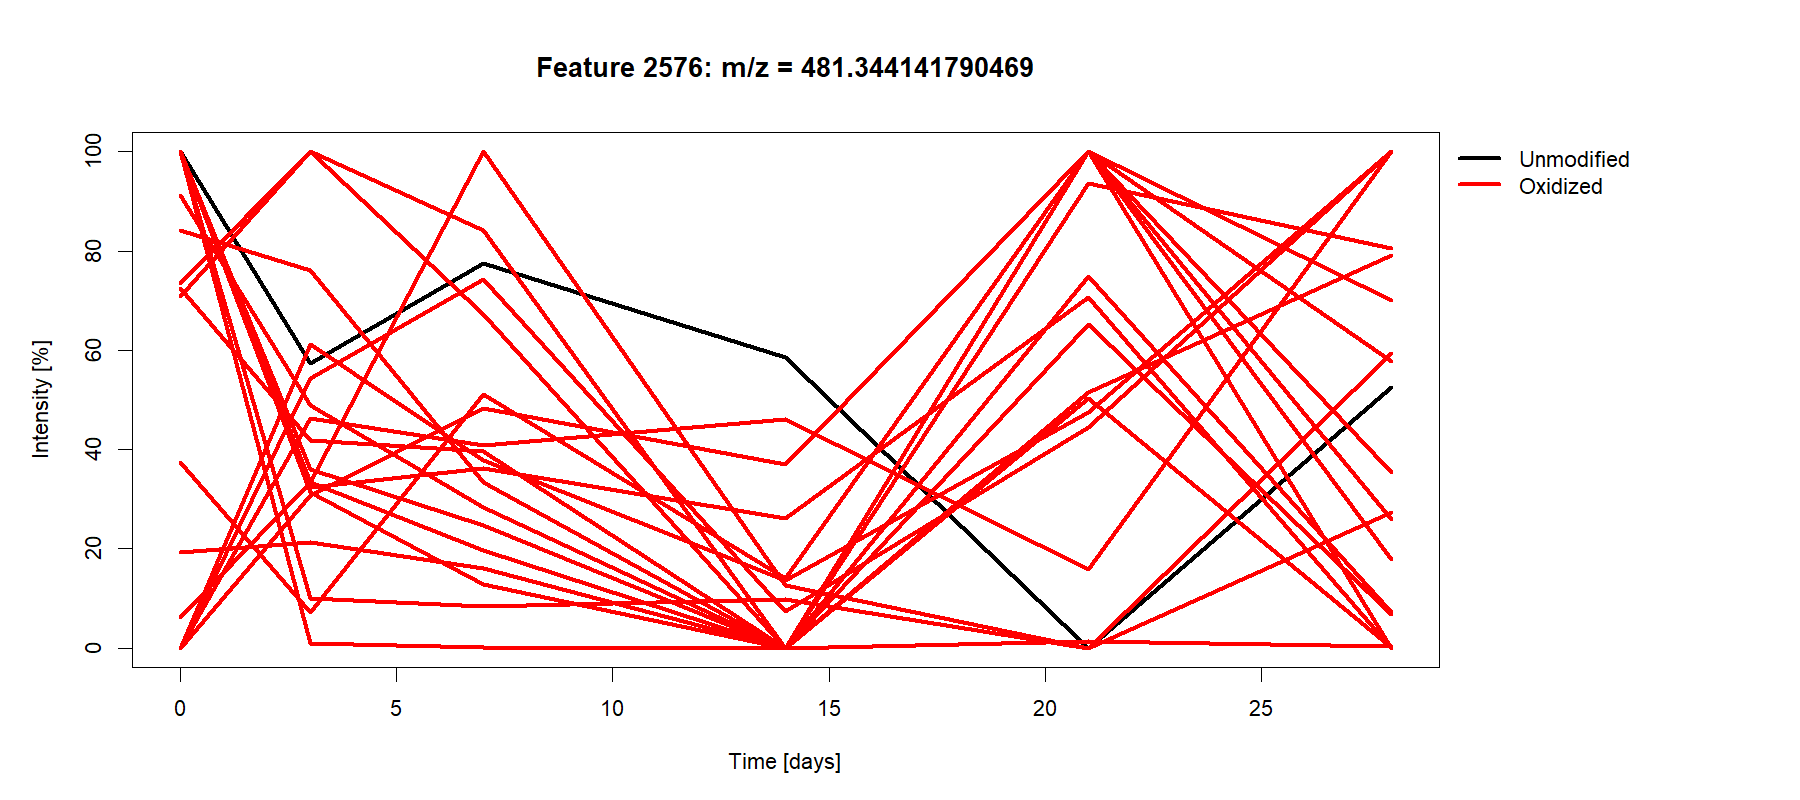 Feature 2576: m/z = 481.344141790469
Unmodified
Oxidized
Intensity [%]
100
80
60
40
20
0
0 5 10 15 20 25
Time [days]